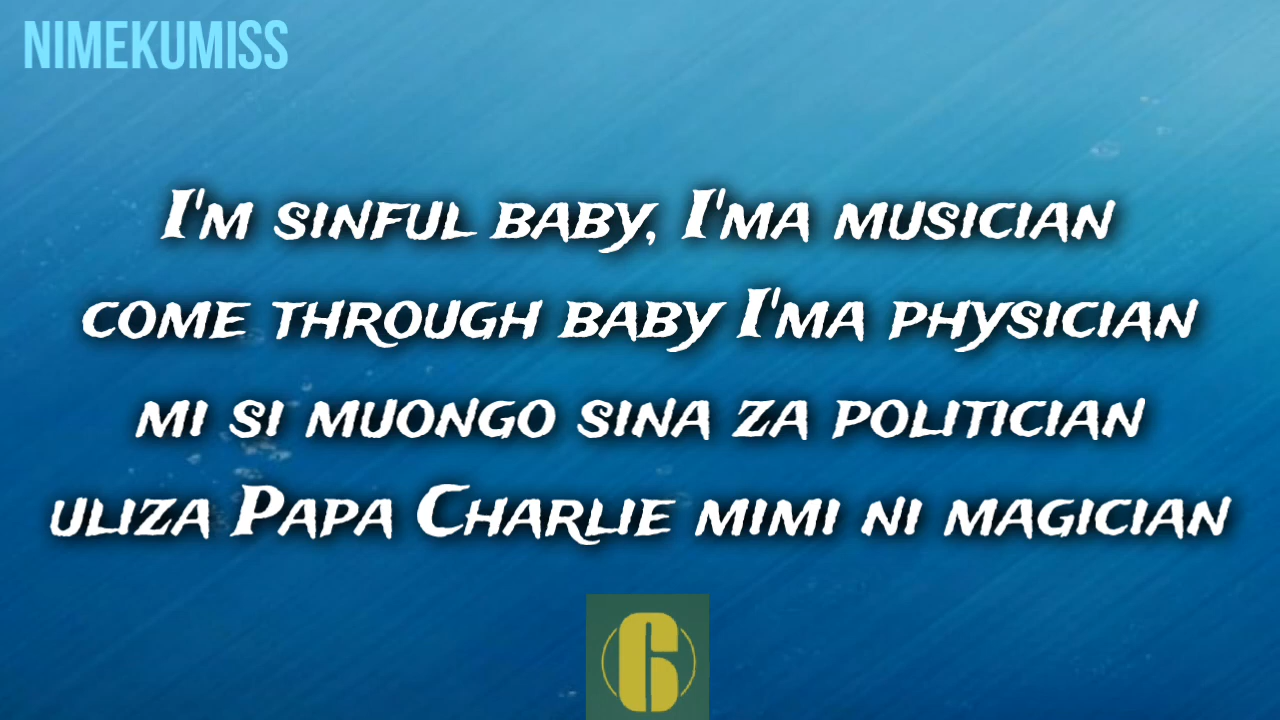 NIMEKUMISS
I'm sinful baby, I'ma musician
come through baby I'ma physician
mi si muongo sina za politician
uliza Papa Charlie mimi ni magician
6